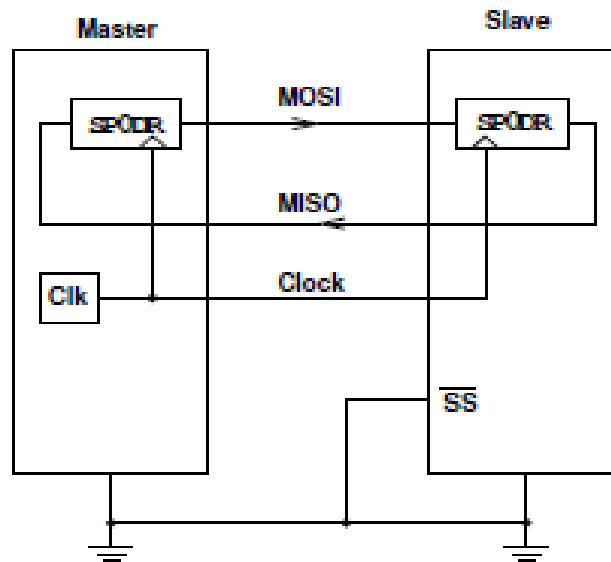 Master
Slave
MOSI
SP0DR
SP0DR
MISO
Clk
Clock
SS